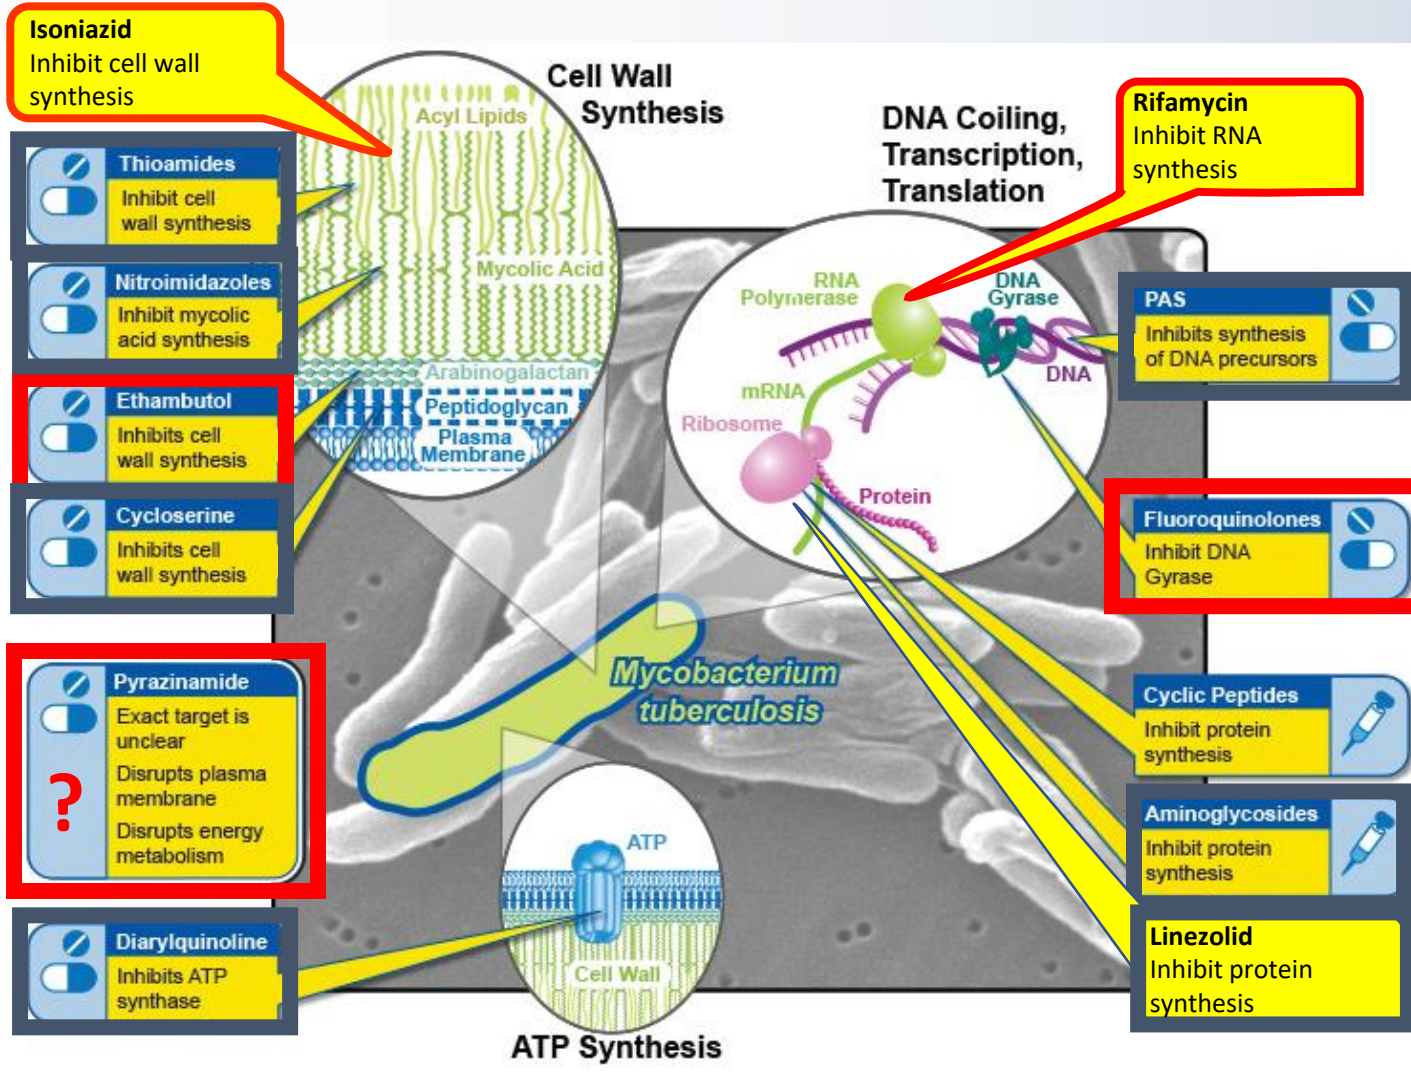 Isoniazid
Inhibit cell wall
synthesis
Thioamides
Inhibit cell
wall synthesis
Nitroimidazoles
Inhibit mycolic
acid synthesis
Ethambutol
Inhibits cell
wall synthesis
Cycloserine
Inhibits cell
wall synthesis
Pyrazinamide
Exact target is
unclear
Disrupts plasma
membrane
Disrupts energy
metabolism
?
Diarylquinoline
Inhibits ATP
synthase
Cell Wall
Synthesis
Acyl Lipids
Mycolic Acid
Arabinogalactan
Peptidoglycan
Plasma
Membrane
DNA Coiling,
Transcription,
Translation
RNA
Polymerase
DNA
Gyrase
DNA
mRNA
Ribosome
Protein
Mycobacterium
tuberculosis
ATP
Cell Wall
ATP Synthesis
Rifamycin
Inhibit RNA
synthesis
PAS
Inhibits synthesis
of DNA precursors
Fluoroquinolones
Inhibit DNA
Gyrase
Cyclic Peptides
Inhibit protein
synthesis
Aminoglycosides
Inhibit protein
synthesis
Linezolid
Inhibit protein
synthesis